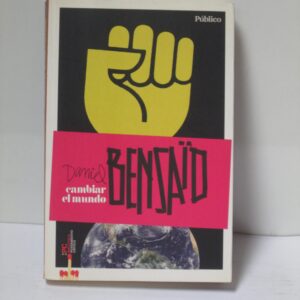 Público
Daniel
BENSAÏD
cambiar
el mundo